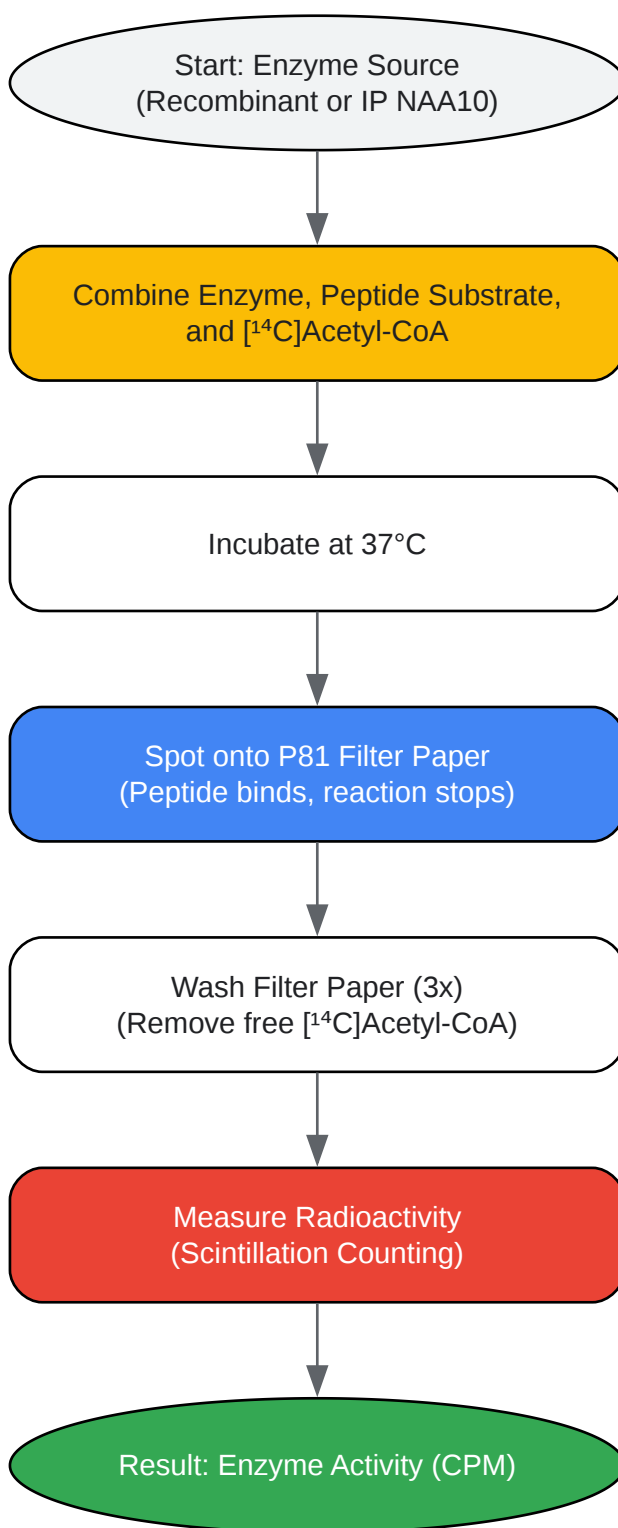 Start: Enzyme Source
(Recombinant or IP NAA10)
Combine Enzyme, Peptide Substrate,
and [¹⁴C]Acetyl-CoA
Incubate at 37°C
Spot onto P81 Filter Paper
(Peptide binds, reaction stops)
Wash Filter Paper (3x)
(Remove free [¹⁴C]Acetyl-CoA)
Measure Radioactivity
(Scintillation Counting)
Result: Enzyme Activity (CPM)